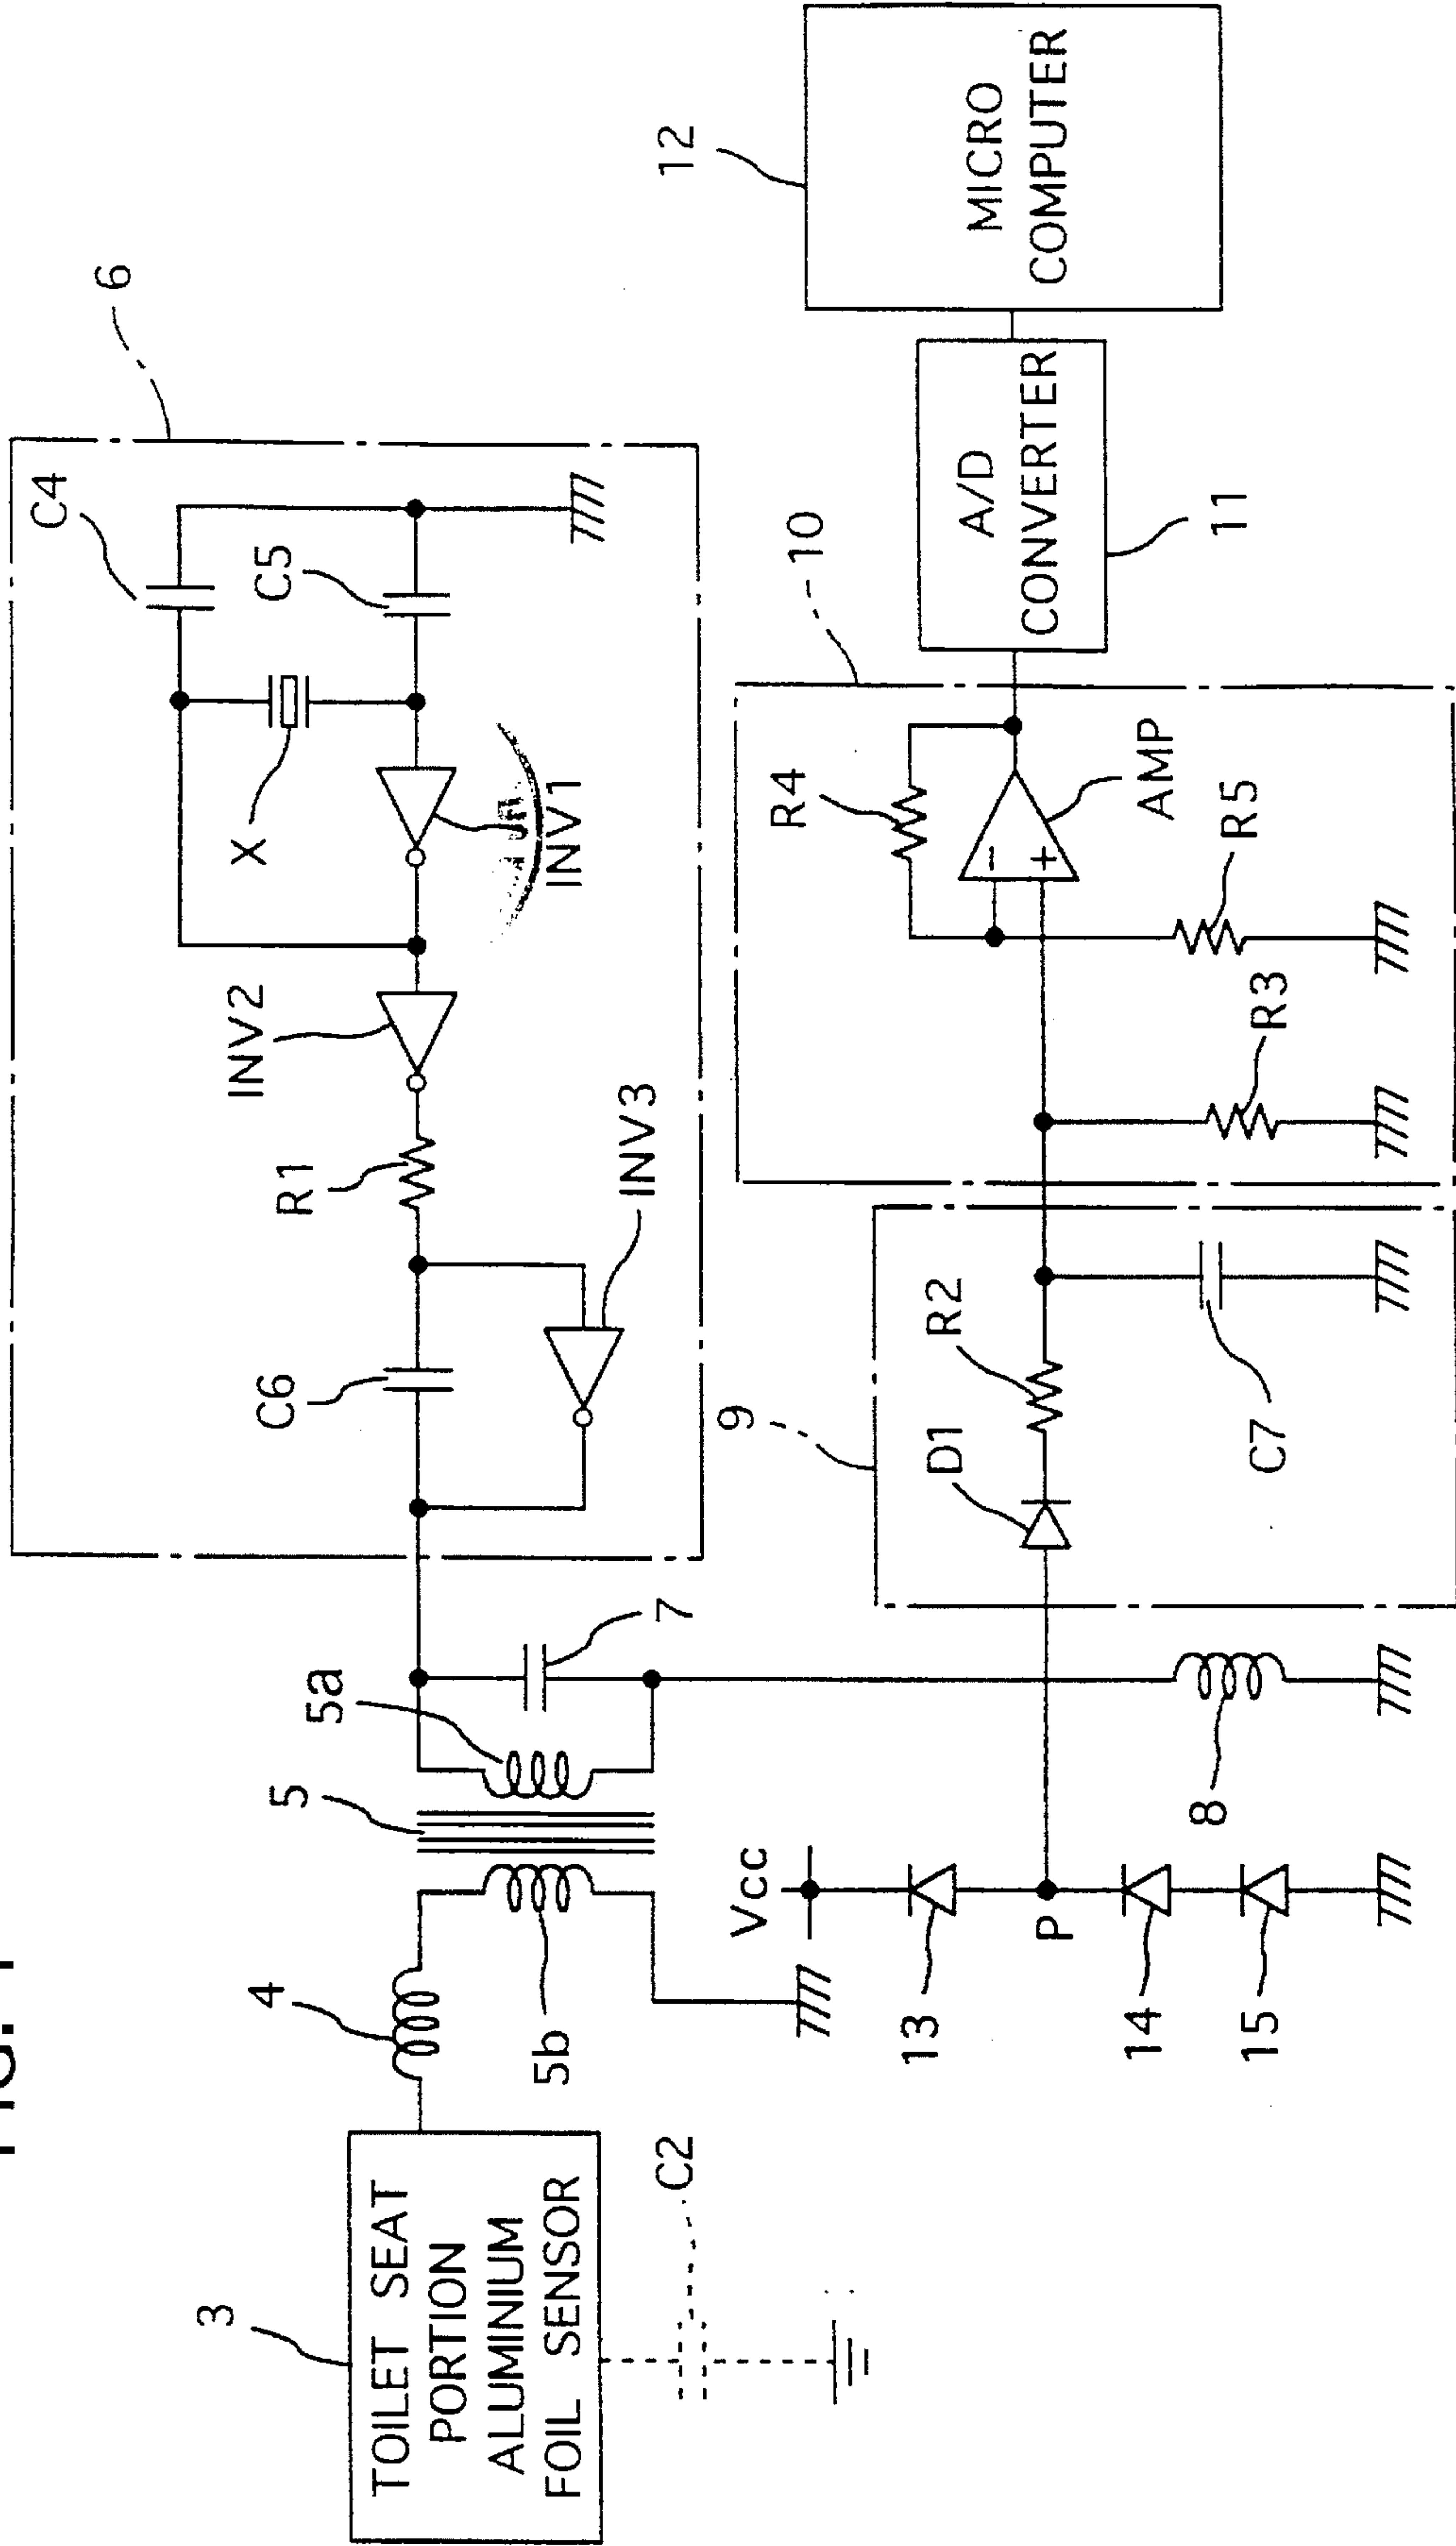 FIG. 1
3
TOILET SEAT
PORTION
ALUMINIUM
FOIL SENSOR
C2
4
5
5a
5b
7
6
C6
R1
INV3
INV2
X
INV1
C4
C5
Vcc
13
P
14
15
8
9
D1
R2
C7
10
R4
AMP
−
+
R5
R3
A/D
CONVERTER
11
12
MICRO
COMPUTER